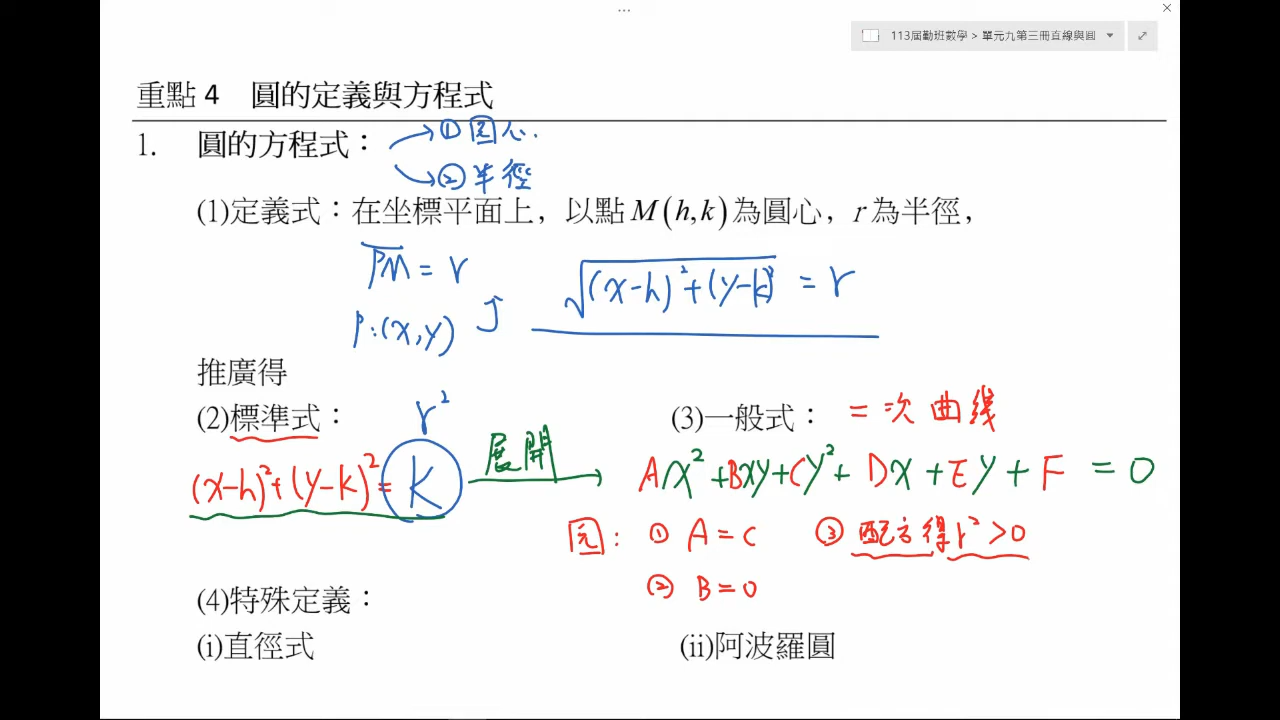 113屆勤班數學 > 單元九第三冊直線與圓
重點 4 圓的定義與方程式
1. 圓的方程式：
① 圓心.
② 半徑
(1)定義式：在坐標平面上，以點 M(h,k) 為圓心，r 為半徑，
PM = r
√(x-h)²+(y-k)² = r
P:(x,y)
推廣得
(2)標準式：
r²
(3)一般式：
=次曲线
(x-h)²+(y-k)²=k
展開
Ax²+Bxy+Cy²+Dx+Ey+F=0
圆: ① A=C ③ 配方得r²>0
② B=0
(4)特殊定義：
(i)直徑式
(ii)阿波羅圓